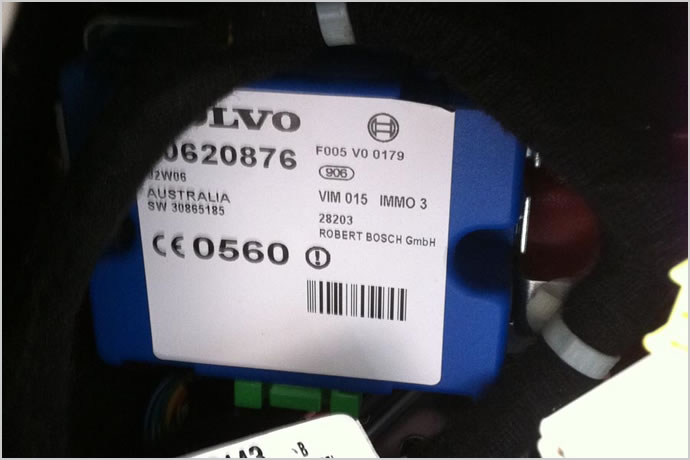 VOLVO
0620876
2W06
AUSTRALIA
SW 30865185
CE 0560
F005 V0 0179
906
VIM 015 IMMO 3
28203
ROBERT BOSCH GmbH
B